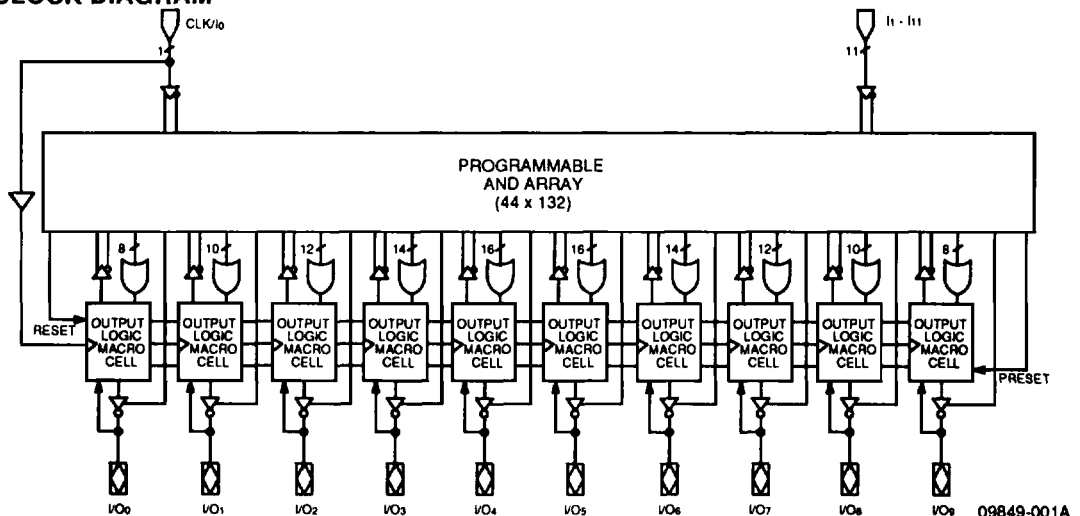 BLOCK DIAGRAM
CLK/I0
I1 - I11
1
11
PROGRAMMABLE
AND ARRAY
(44 x 132)
8 10 12 14 16 16 14 12 10 8
RESET
OUTPUT LOGIC MACRO CELL
OUTPUT LOGIC MACRO CELL
OUTPUT LOGIC MACRO CELL
OUTPUT LOGIC MACRO CELL
OUTPUT LOGIC MACRO CELL
OUTPUT LOGIC MACRO CELL
OUTPUT LOGIC MACRO CELL
OUTPUT LOGIC MACRO CELL
OUTPUT LOGIC MACRO CELL
OUTPUT LOGIC MACRO CELL
PRESET
I/O0 I/O1 I/O2 I/O3 I/O4 I/O5 I/O6 I/O7 I/O8 I/O9
09849-001A